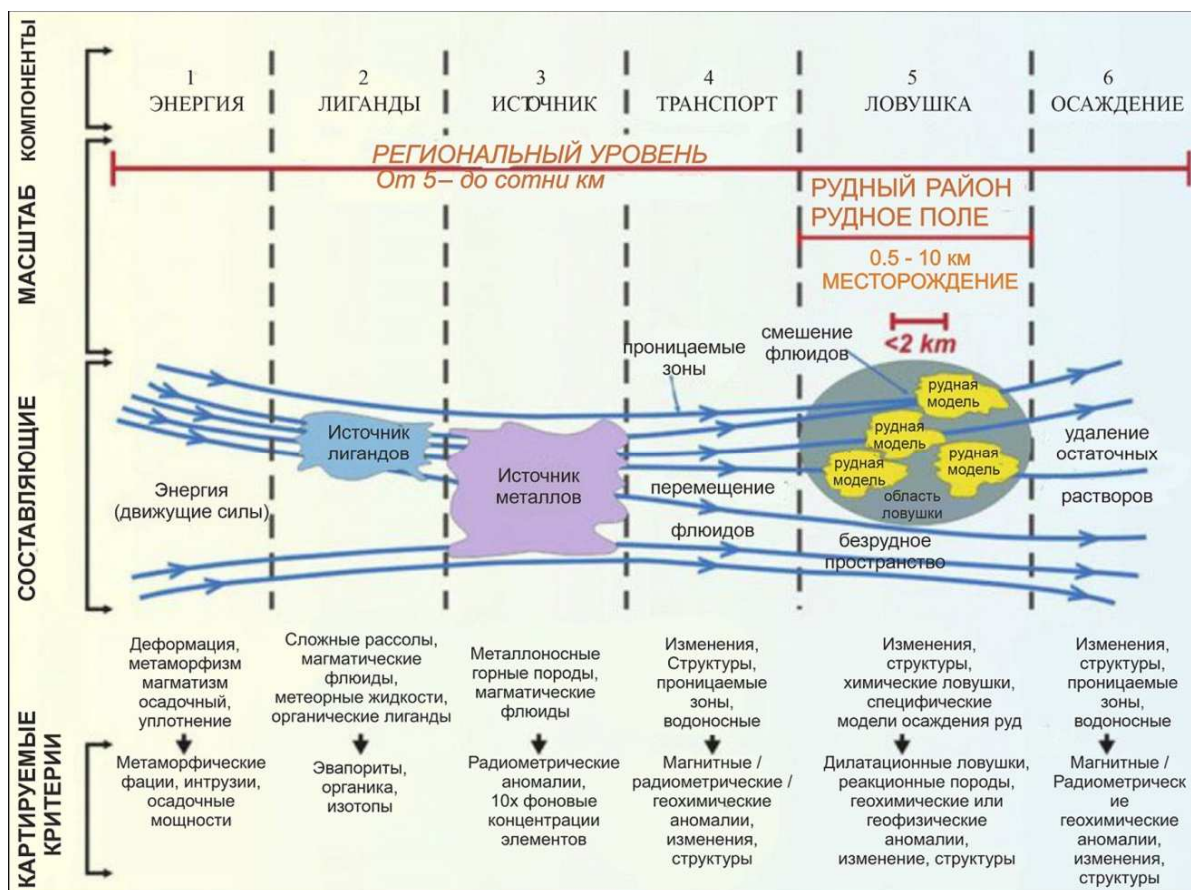 КОМПОНЕНТЫ
1
ЭНЕРГИЯ
2
ЛИГАНДЫ
3
ИСТОЧНИК
4
ТРАНСПОРТ
5
ЛОВУШКА
6
ОСАЖДЕНИЕ
МАСШТАБ
РЕГИОНАЛЬНЫЙ УРОВЕНЬ
От 5– до сотни км
РУДНЫЙ РАЙОН
РУДНОЕ ПОЛЕ
0.5 - 10 км
МЕСТОРОЖДЕНИЕ
<2 km
СОСТАВЛЯЮЩИЕ
Энергия
(движущие силы)
Источник
лигандов
Источник
металлов
проницаемые
зоны
перемещение
флюидов
смешение
флюидов
рудная
модель
рудная
модель
рудная
модель
рудная
модель
область
ловушки
безрудное
пространство
удаление
остаточных
растворов
КАРТИРУЕМЫЕ
КРИТЕРИИ
Деформация,
метаморфизм
магматизм
осадочный,
уплотнение
Метаморфические
фации, интрузии,
осадочные
мощности
Сложные рассолы,
магматические
флюиды,
метеорные жидкости,
органические лиганды
Эвапориты,
органика,
изотопы
Металлоносные
горные породы,
магматические
флюиды
Радиометрические
аномалии,
10х фоновые
концентрации
элементов
Изменения,
Структуры,
проницаемые
зоны,
водоносные
Магнитные /
радиометрические /
геохимические
аномалии,
изменения,
структуры
Изменения,
структуры,
химические ловушки,
специфические
модели осаждения руд
Дилатационные ловушки,
реакционные породы,
геохимические или
геофизические
аномалии,
изменение, структуры
Изменения,
структуры,
проницаемые
зоны,
водоносные
Магнитные /
Радиометрическ
ие
геохимические
аномалии,
изменения,
структуры